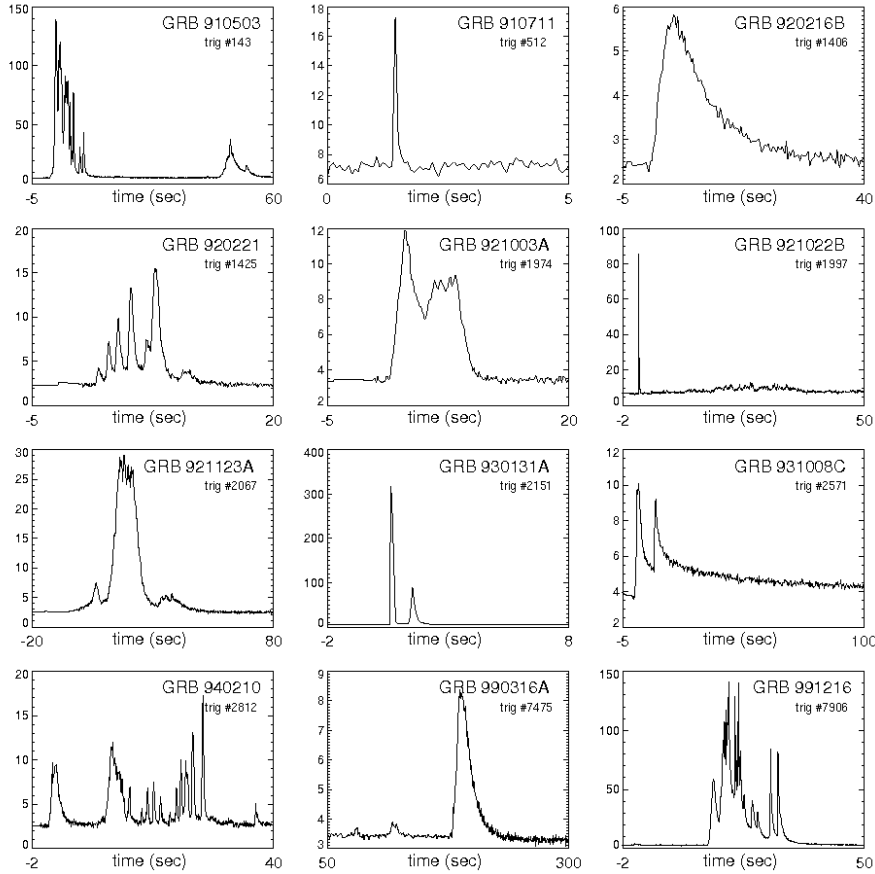 GRB 910503
trig #143
150
100
50
0
-5
time (sec)
60
GRB 910711
trig #512
18
16
14
12
10
8
6
0
time (sec)
5
GRB 920216B
trig #1406
6
5
4
3
2
-5
time (sec)
40
GRB 920221
trig #1425
20
15
10
5
0
-5
time (sec)
20
GRB 921003A
trig #1974
12
10
8
6
4
2
-5
time (sec)
20
GRB 921022B
trig #1997
100
80
60
40
20
0
-2
time (sec)
50
GRB 921123A
trig #2067
30
25
20
15
10
5
0
-20
time (sec)
80
GRB 930131A
trig #2151
400
300
200
100
0
-2
time (sec)
8
GRB 931008C
trig #2571
12
10
8
6
4
2
-5
time (sec)
100
GRB 940210
trig #2812
20
15
10
5
0
-2
time (sec)
40
GRB 990316A
trig #7475
9
8
7
6
5
4
3
50
time (sec)
300
GRB 991216
trig #7906
150
100
50
0
-2
time (sec)
50